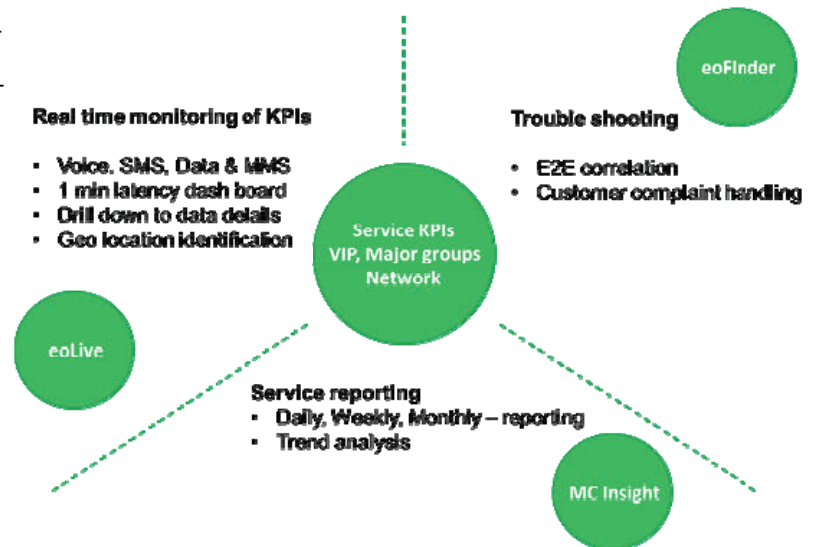 eoFinder
Real time monitoring of KPIs
▪ Voice. SMS, Data & MMS
▪ 1 min latency dash board
▪ Drill down to data details
▪ Geo location identification
Trouble shooting
▪ E2E correlation
▪ Customer complaint handling
Service KPIs
VIP, Major groups
Network
eoLive
Service reporting
▪ Daily, Weekly, Monthly – reporting
▪ Trend analysis
MC Insight